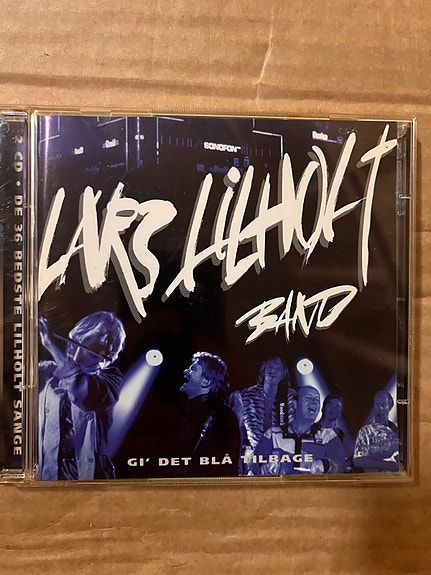 2 CD • DE 36 BEDSTE LILHOLT SANGE
SONOFON
LARS LILHOLT
BAND
GI' DET BLÅ TILBAGE